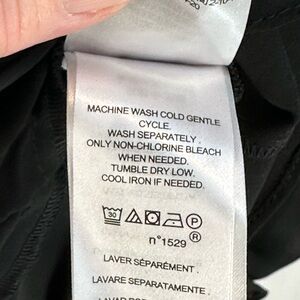 MACHINE WASH COLD GENTLE
CYCLE.
WASH SEPARATELY.
ONLY NON-CHLORINE BLEACH
WHEN NEEDED.
TUMBLE DRY LOW.
COOL IRON IF NEEDED.
30 P
n°1529 ®
LAVER SÉPARÉMENT.
LAVARE SEPARATAMENTE.